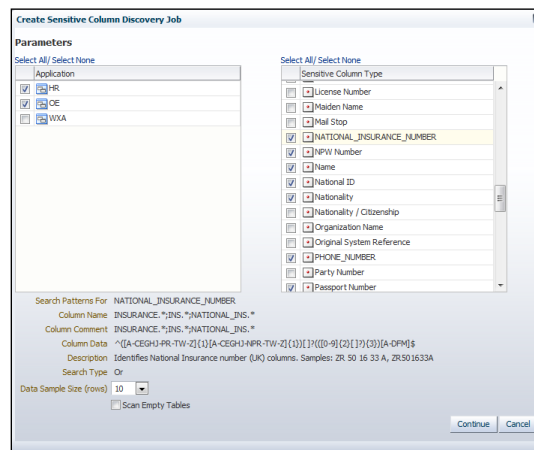 Create Sensitive Column Discovery Job
Parameters
Select All/ Select None
Application
HR
OE
WXA
Select All/ Select None
Sensitive Column Type
License Number
Maiden Name
Mail Stop
NATIONAL_INSURANCE_NUMBER
NPW Number
Name
National ID
Nationality
Nationality / Citizenship
Organization Name
Original System Reference
PHONE_NUMBER
Party Number
Passport Number
Search Patterns For NATIONAL_INSURANCE_NUMBER
Column Name INSURANCE.*;INS.*;NATIONAL_INS.*
Column Comment INSURANCE.*;INS.*;NATIONAL_INS.*
Column Data ^([A-CEGHJ-PR-TW-Z]{1}[A-CEGHJ-NPR-TW-Z]{1})[ ]?(([0-9]{2}[ ]?){3})[A-DFM]$
Description Identifies National Insurance number (UK) columns. Samples: ZR 50 16 33 A, ZR501633A
Search Type Or
Data Sample Size (rows) 10
Scan Empty Tables
Continue Cancel